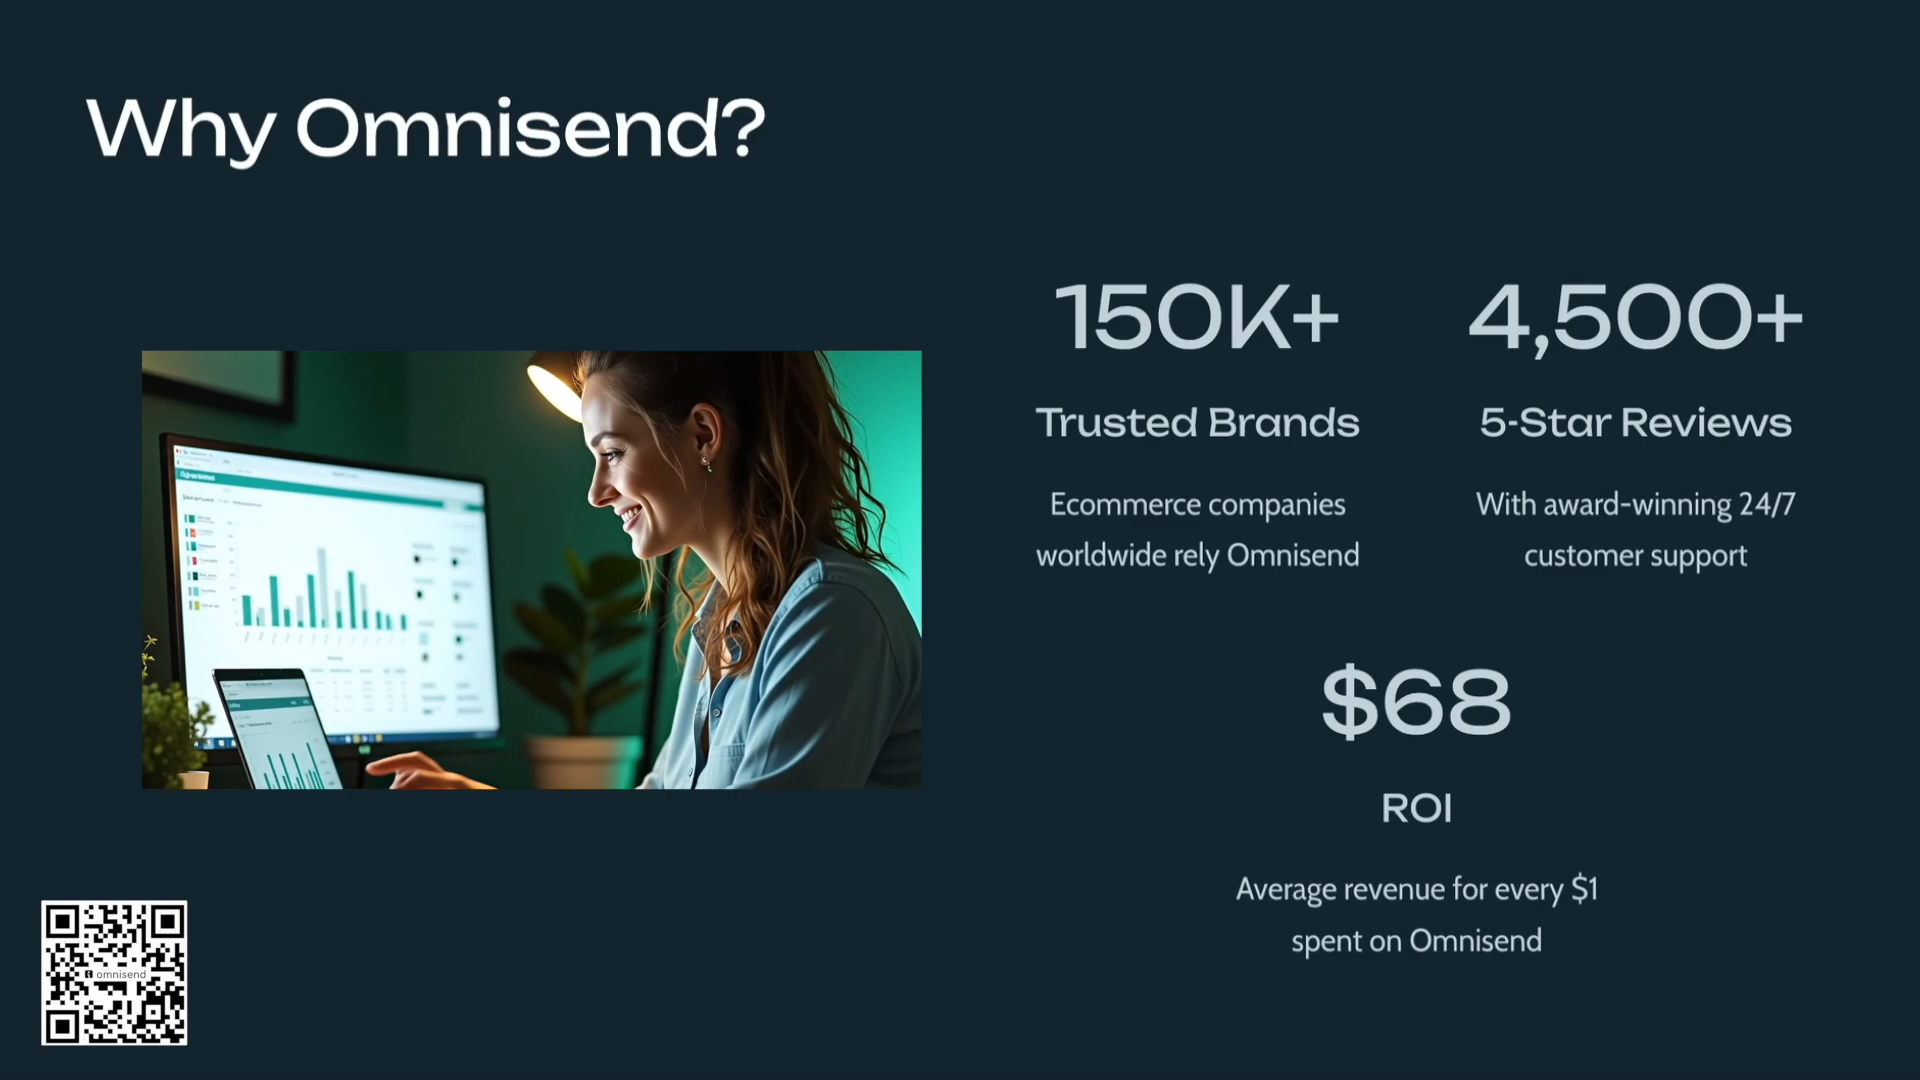 Why Omnisend?
150K+
Trusted Brands
Ecommerce companies
worldwide rely Omnisend
4,500+
5-Star Reviews
With award-winning 24/7
customer support
$68
ROI
Average revenue for every $1
spent on Omnisend
omnisend